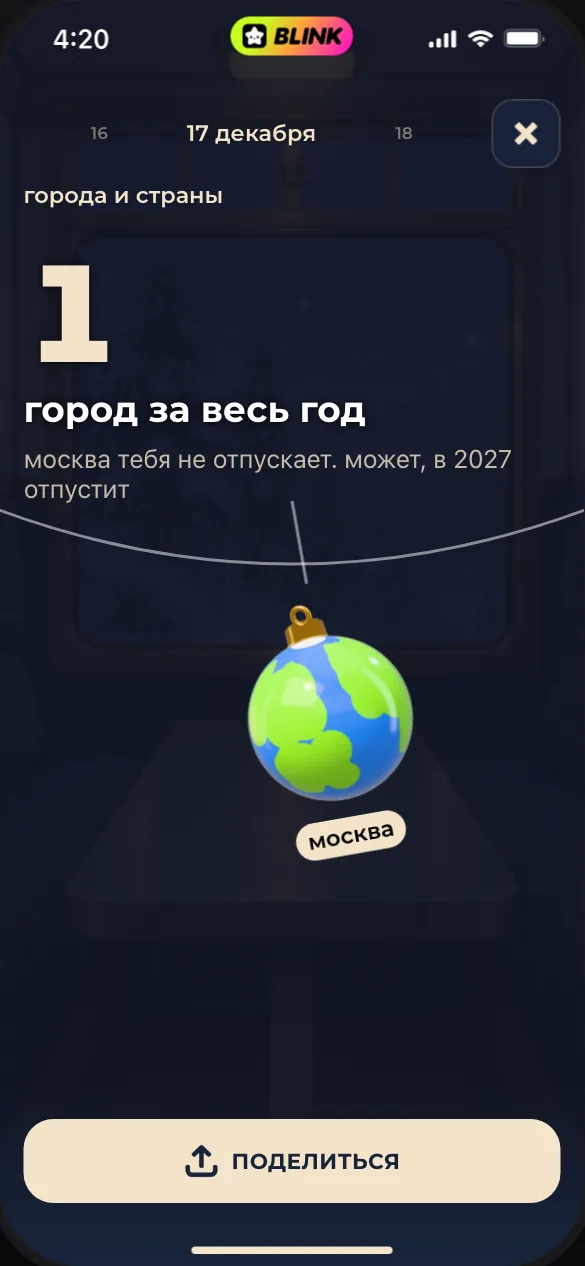 4:20
BLINK
16 17 декабря 18
города и страны
1
город за весь год
москва тебя не отпускает. может, в 2027
отпустит
москва
ПОДЕЛИТЬСЯ